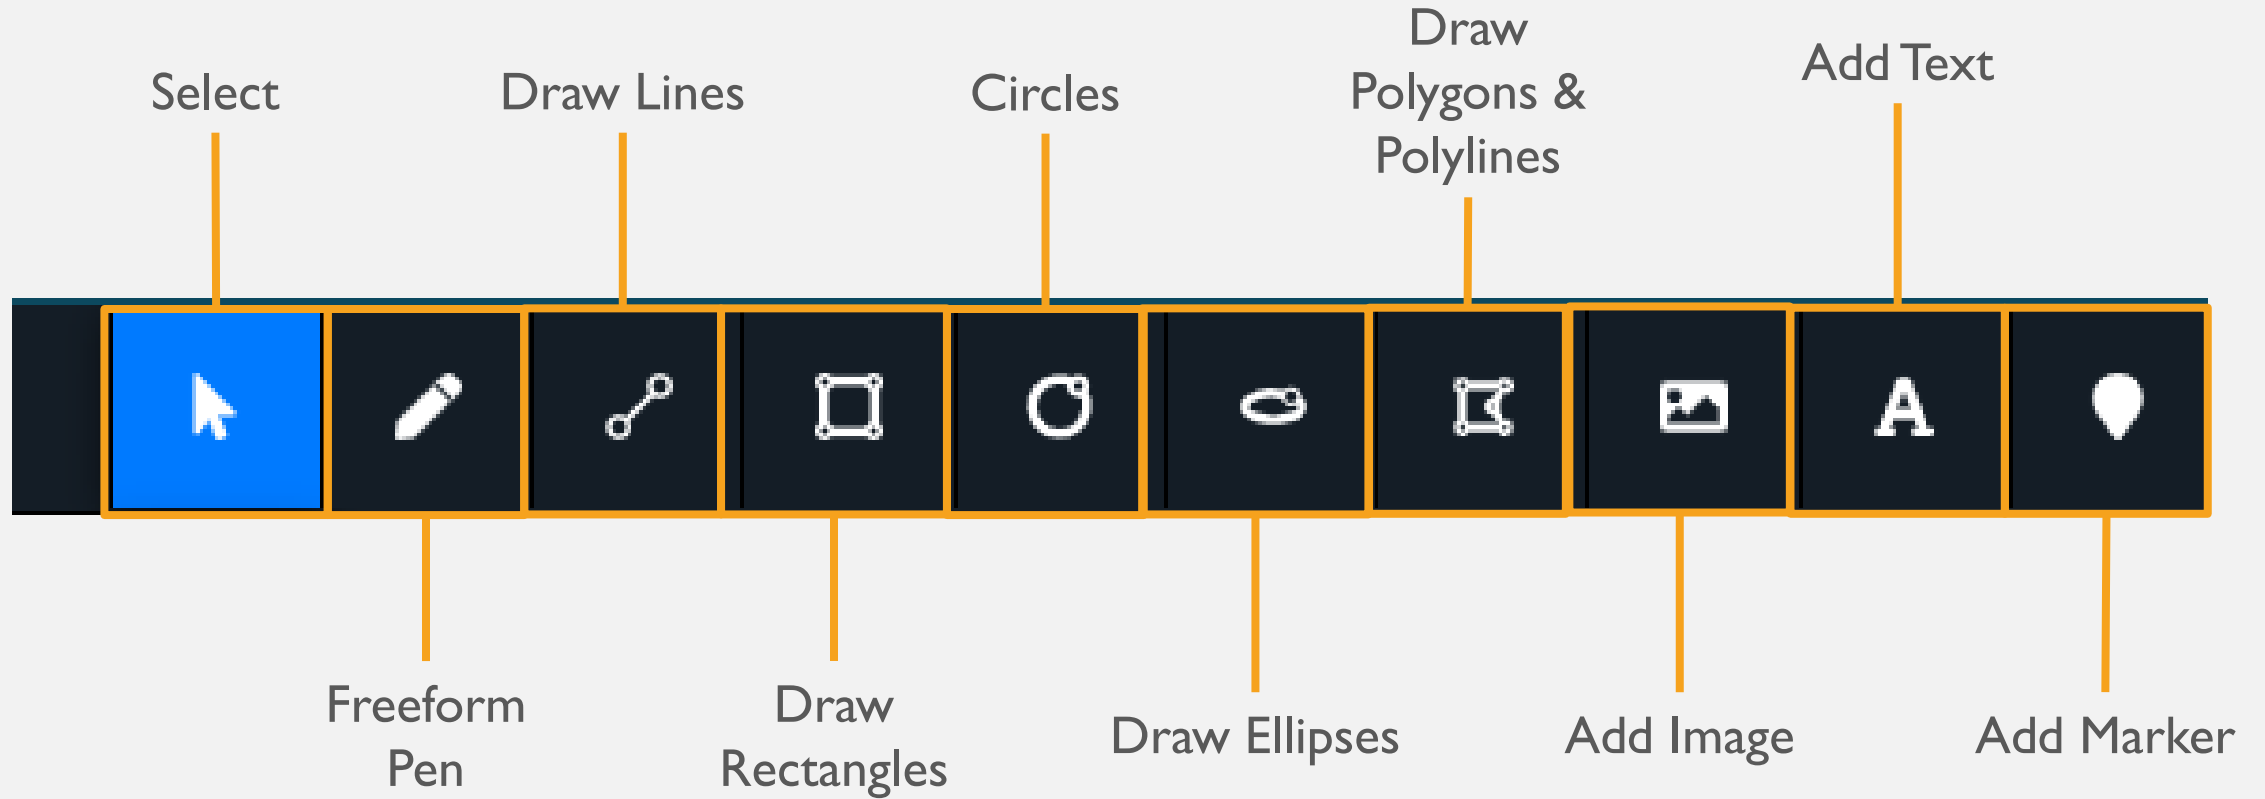 Select
Draw Lines
Circles
Draw
Polygons &
Polylines
Add Text
Freeform
Pen
Draw
Rectangles
Draw Ellipses
Add Image
Add Marker